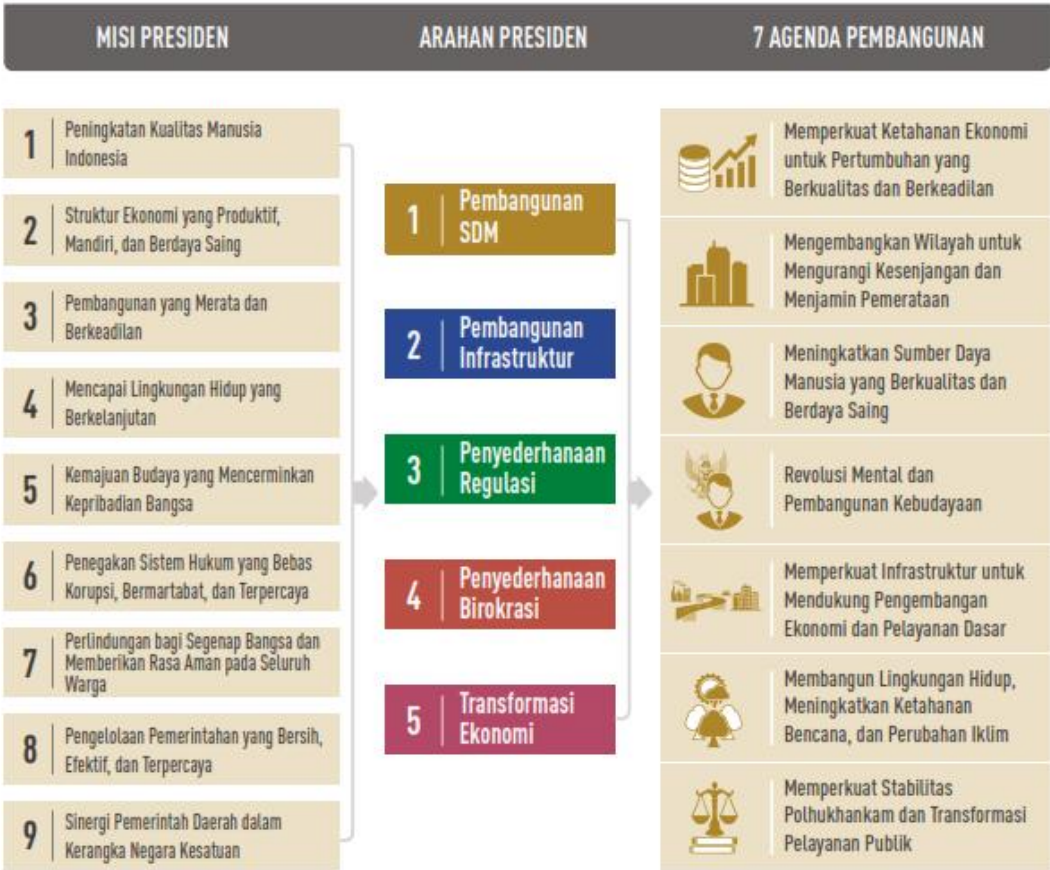 MISI PRESIDEN
ARAHAN PRESIDEN
7 AGENDA PEMBANGUNAN
1
Peningkatan Kualitas Manusia
Indonesia
2
Struktur Ekonomi yang Produktif,
Mandiri, dan Berdaya Saing
3
Pembangunan yang Merata dan
Berkeadilan
4
Mencapai Lingkungan Hidup yang
Berkelanjutan
5
Kemajuan Budaya yang Mencerminkan
Kepribadian Bangsa
6
Penegakan Sistem Hukum yang Bebas
Korupsi, Bermartabat, dan Terpercaya
7
Perlindungan bagi Segenap Bangsa dan
Memberikan Rasa Aman pada Seluruh
Warga
8
Pengelolaan Pemerintahan yang Bersih,
Efektif, dan Terpercaya
9
Sinergi Pemerintah Daerah dalam
Kerangka Negara Kesatuan
1
Pembangunan
SDM
2
Pembangunan
Infrastruktur
3
Penyederhanaan
Regulasi
4
Penyederhanaan
Birokrasi
5
Transformasi
Ekonomi
Memperkuat Ketahanan Ekonomi
untuk Pertumbuhan yang
Berkualitas dan Berkeadilan
Mengembangkan Wilayah untuk
Mengurangi Kesenjangan dan
Menjamin Pemerataan
Meningkatkan Sumber Daya
Manusia yang Berkualitas dan
Berdaya Saing
Revolusi Mental dan
Pembangunan Kebudayaan
Memperkuat Infrastruktur untuk
Mendukung Pengembangan
Ekonomi dan Pelayanan Dasar
Membangun Lingkungan Hidup,
Meningkatkan Ketahanan
Bencana, dan Perubahan Iklim
Memperkuat Stabilitas
Polhukhankam dan Transformasi
Pelayanan Publik